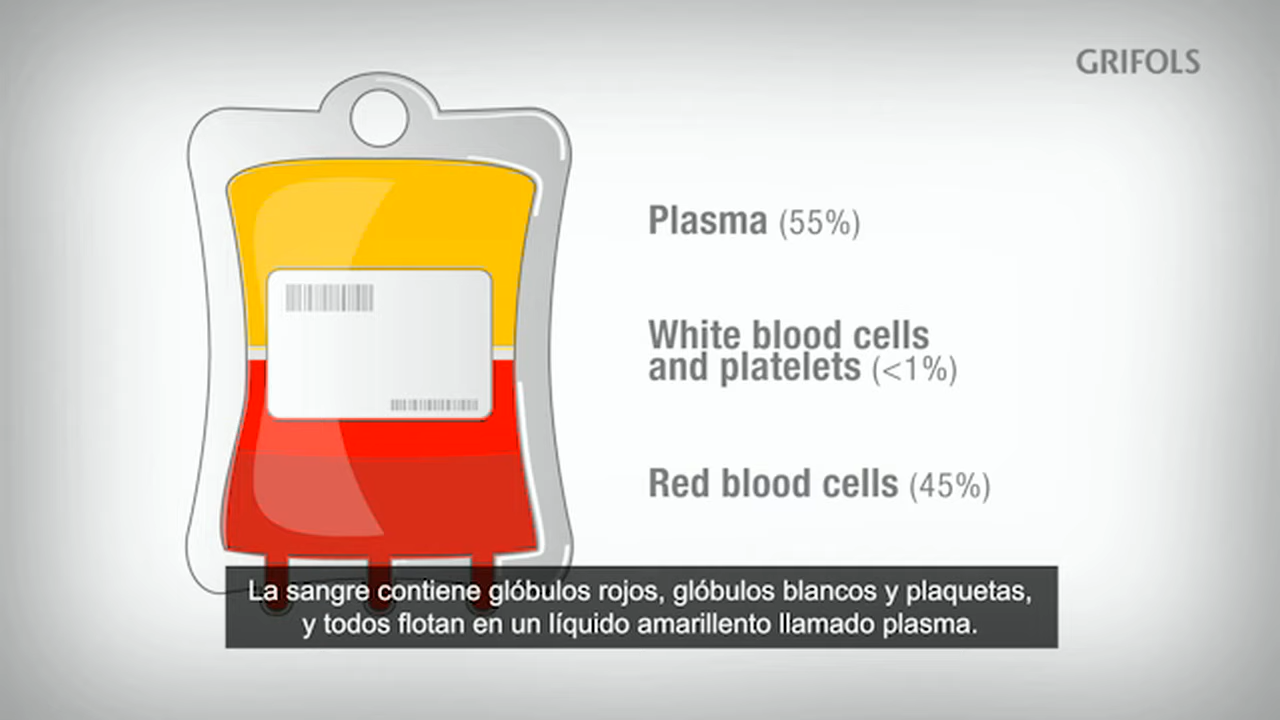 GRIFOLS
Plasma (55%)
White blood cells
and platelets (<1%)
Red blood cells (45%)
La sangre contiene glóbulos rojos, glóbulos blancos y plaquetas,
y todos flotan en un líquido amarillento llamado plasma.